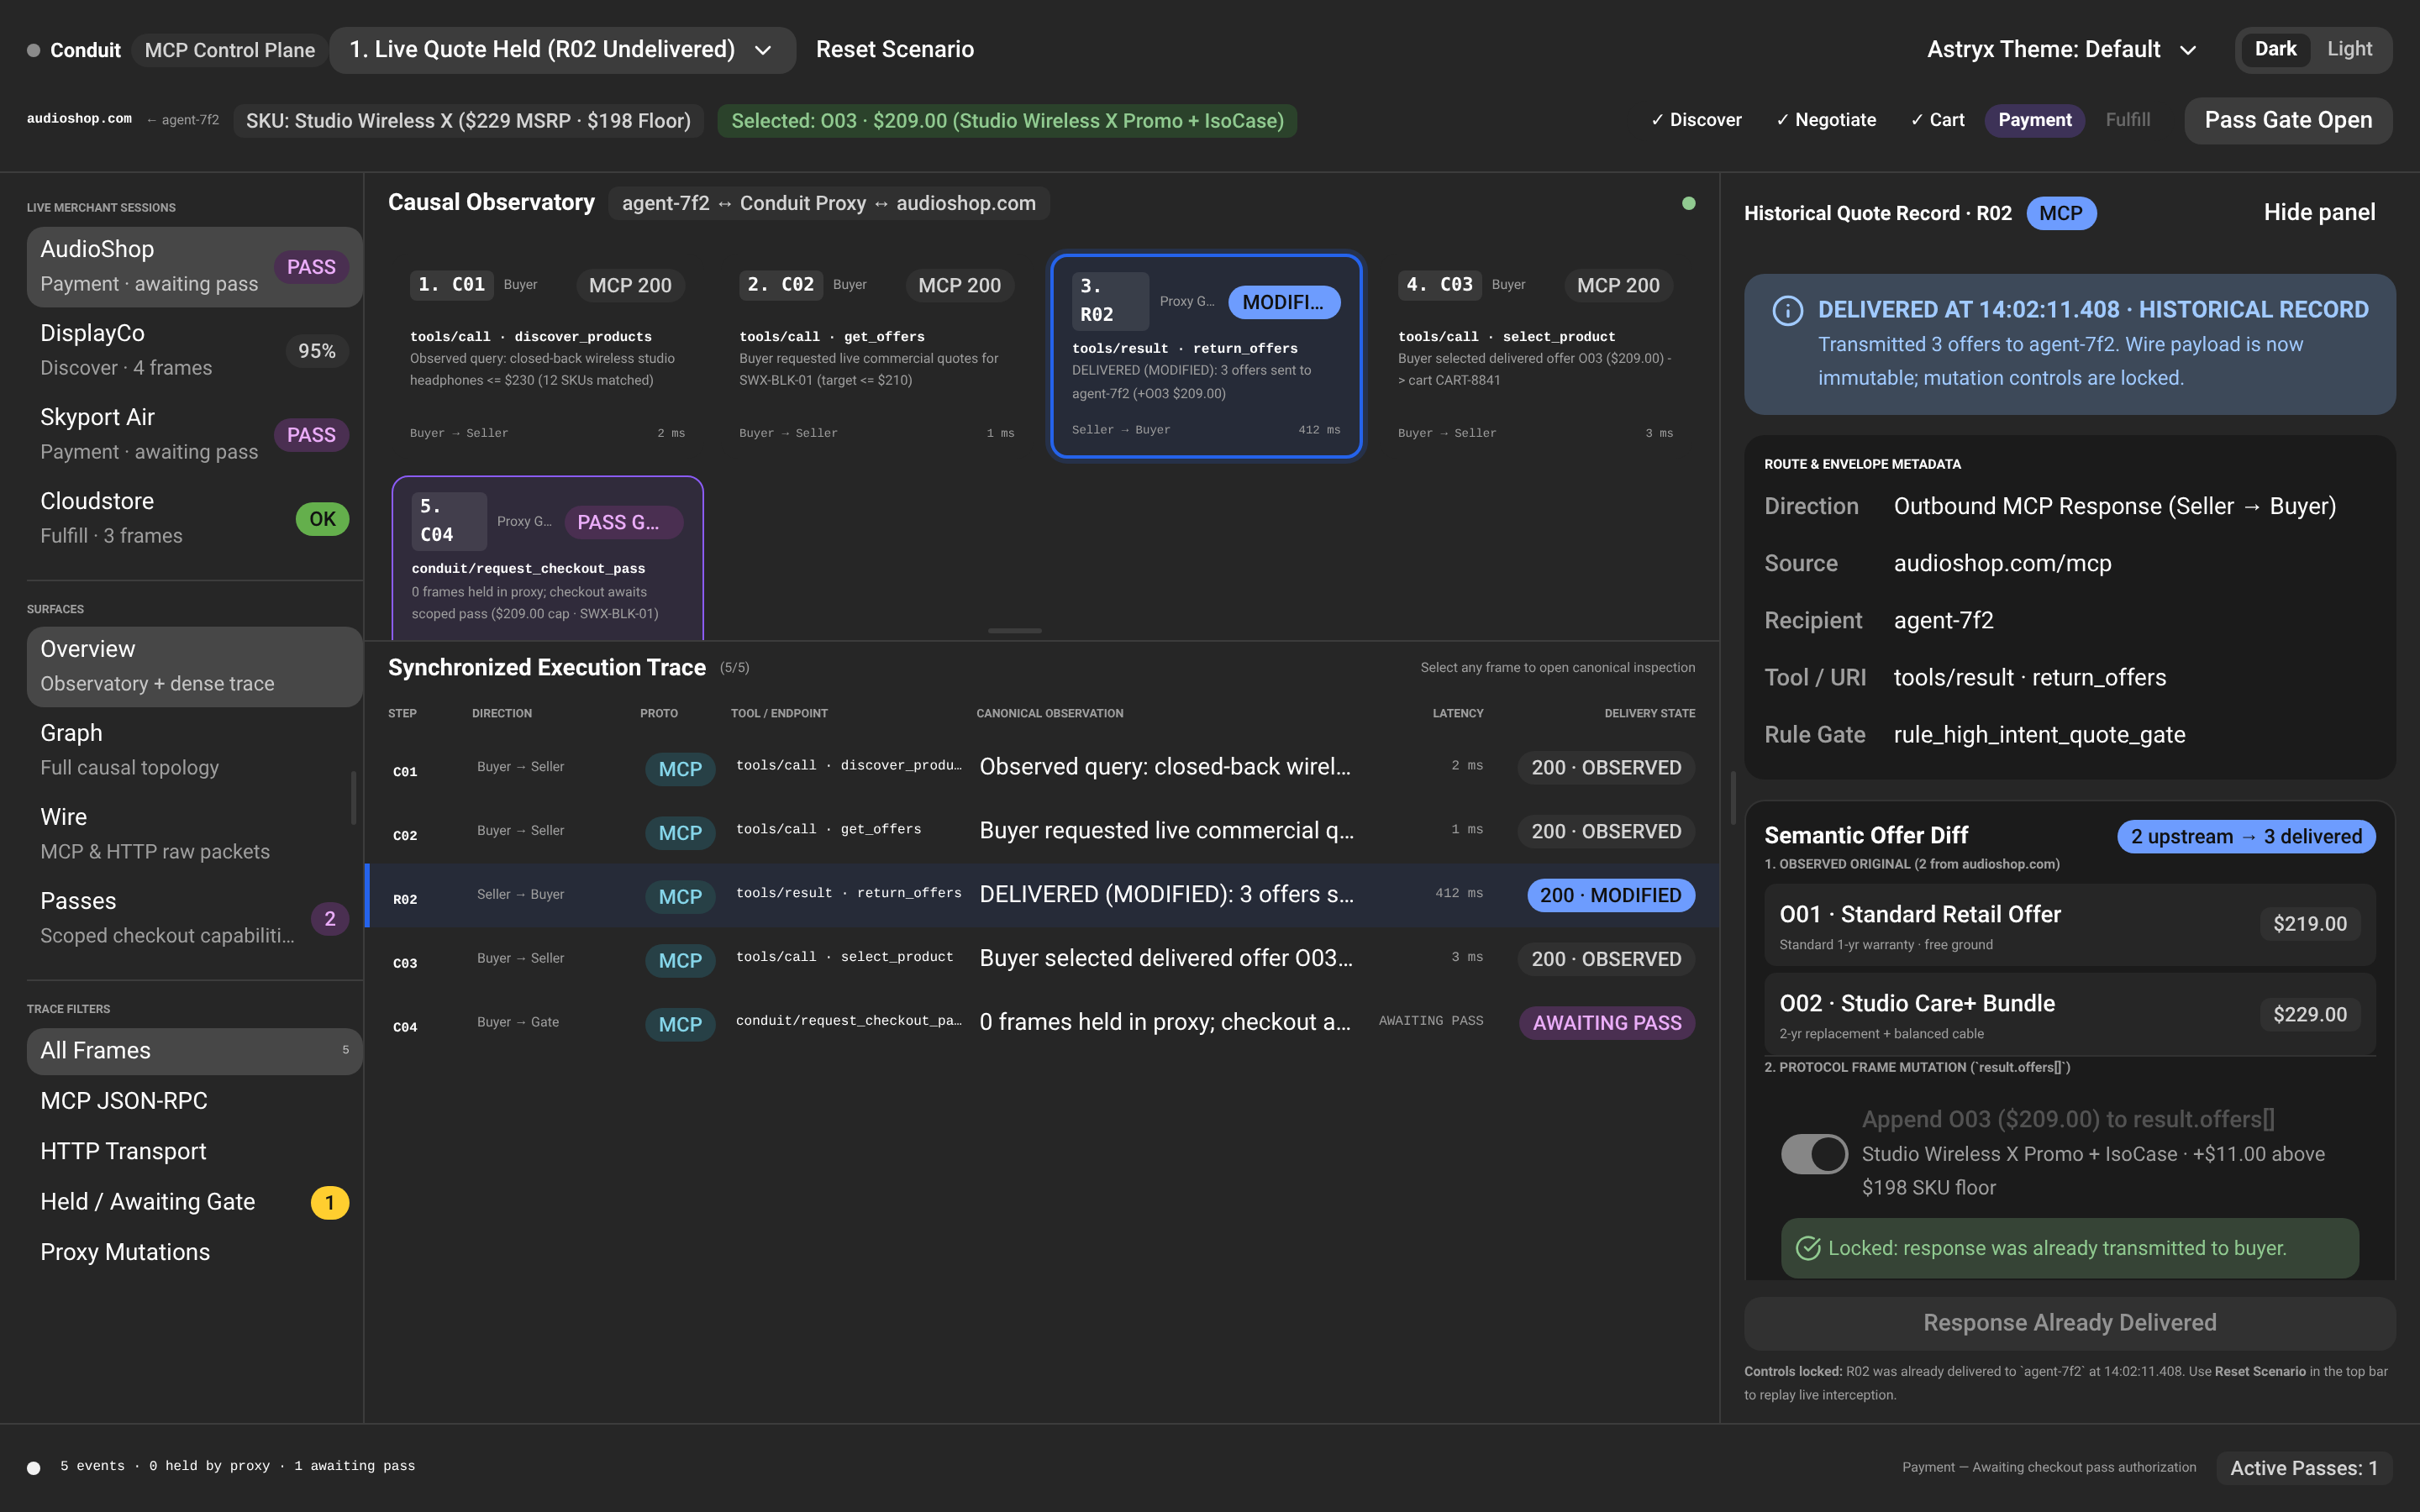 Conduit MCP Control Plane 1. Live Quote Held (R02 Undelivered) Reset Scenario Astryx Theme: Default Dark Light
audioshop.com ← agent-7f2 SKU: Studio Wireless X ($229 MSRP · $198 Floor) Selected: O03 · $209.00 (Studio Wireless X Promo + IsoCase) ✓ Discover ✓ Negotiate ✓ Cart Payment Fulfill Pass Gate Open
LIVE MERCHANT SESSIONS
AudioShop
Payment · awaiting pass
PASS
DisplayCo
Discover · 4 frames
95%
Skyport Air
Payment · awaiting pass
PASS
Cloudstore
Fulfill · 3 frames
OK
SURFACES
Overview
Observatory + dense trace
Graph
Full causal topology
Wire
MCP & HTTP raw packets
Passes
Scoped checkout capabiliti...
2
TRACE FILTERS
All Frames 5
MCP JSON-RPC
HTTP Transport
Held / Awaiting Gate 1
Proxy Mutations
Causal Observatory agent-7f2 ↔ Conduit Proxy ↔ audioshop.com
1. C01 Buyer MCP 200
tools/call · discover_products
Observed query: closed-back wireless studio
headphones <= $230 (12 SKUs matched)
Buyer → Seller 2 ms
2. C02 Buyer MCP 200
tools/call · get_offers
Buyer requested live commercial quotes for
SWX-BLK-01 (target <= $210)
Buyer → Seller 1 ms
3.
R02
Proxy G... MODIFI...
tools/result · return_offers
DELIVERED (MODIFIED): 3 offers sent to
agent-7f2 (+O03 $209.00)
Seller → Buyer 412 ms
4. C03 Buyer MCP 200
tools/call · select_product
Buyer selected delivered offer O03 ($209.00) -
> cart CART-8841
Buyer → Seller 3 ms
5.
C04
Proxy G... PASS G...
conduit/request_checkout_pass
0 frames held in proxy; checkout awaits
scoped pass ($209.00 cap · SWX-BLK-01)
Synchronized Execution Trace (5/5) Select any frame to open canonical inspection
STEP DIRECTION PROTO TOOL / ENDPOINT CANONICAL OBSERVATION LATENCY DELIVERY STATE
C01 Buyer → Seller MCP tools/call · discover_produ... Observed query: closed-back wirel... 2 ms 200 · OBSERVED
C02 Buyer → Seller MCP tools/call · get_offers Buyer requested live commercial q... 1 ms 200 · OBSERVED
R02 Seller → Buyer MCP tools/result · return_offers DELIVERED (MODIFIED): 3 offers s... 412 ms 200 · MODIFIED
C03 Buyer → Seller MCP tools/call · select_product Buyer selected delivered offer O03... 3 ms 200 · OBSERVED
C04 Buyer → Gate MCP conduit/request_checkout_pa... 0 frames held in proxy; checkout a... AWAITING PASS AWAITING PASS
Historical Quote Record · R02 MCP Hide panel
DELIVERED AT 14:02:11.408 · HISTORICAL RECORD
Transmitted 3 offers to agent-7f2. Wire payload is now
immutable; mutation controls are locked.
ROUTE & ENVELOPE METADATA
Direction Outbound MCP Response (Seller → Buyer)
Source audioshop.com/mcp
Recipient agent-7f2
Tool / URI tools/result · return_offers
Rule Gate rule_high_intent_quote_gate
Semantic Offer Diff 2 upstream → 3 delivered
1. OBSERVED ORIGINAL (2 from audioshop.com)
O01 · Standard Retail Offer
Standard 1-yr warranty · free ground
$219.00
O02 · Studio Care+ Bundle
2-yr replacement + balanced cable
$229.00
2. PROTOCOL FRAME MUTATION (`result.offers[]`)
Append O03 ($209.00) to result.offers[]
Studio Wireless X Promo + IsoCase · +$11.00 above
$198 SKU floor
Locked: response was already transmitted to buyer.
Response Already Delivered
Controls locked: R02 was already delivered to `agent-7f2` at 14:02:11.408. Use Reset Scenario in the top bar
to replay live interception.
5 events · 0 held by proxy · 1 awaiting pass Payment — Awaiting checkout pass authorization Active Passes: 1